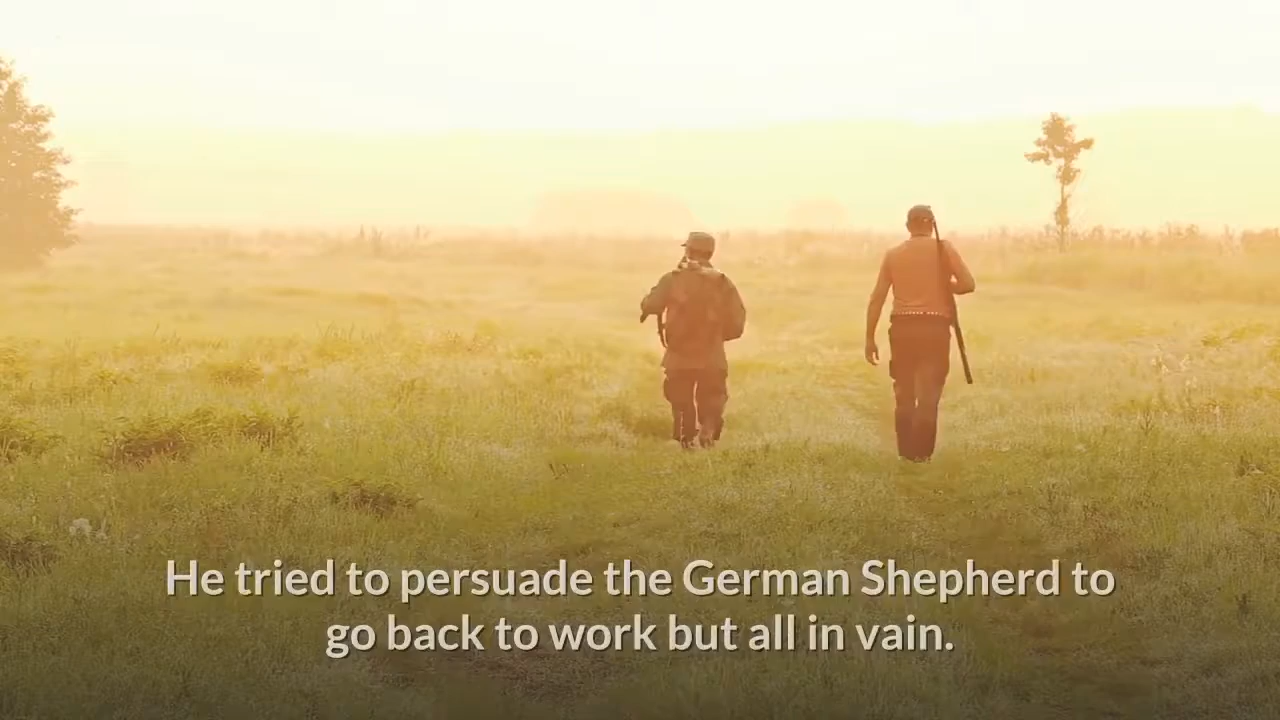 He tried to persuade the German Shepherd to
go back to work but all in vain.